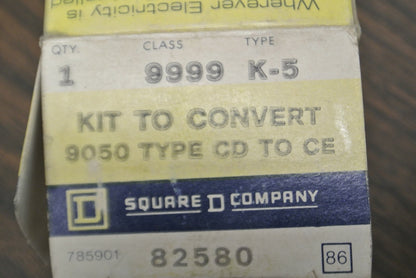 Wherever Electricity is
QTY. CLASS TYPE
1 9999 K-5
KIT TO CONVERT
9050 TYPE CD TO CE
D SQUARE D COMPANY
785901 82580 86